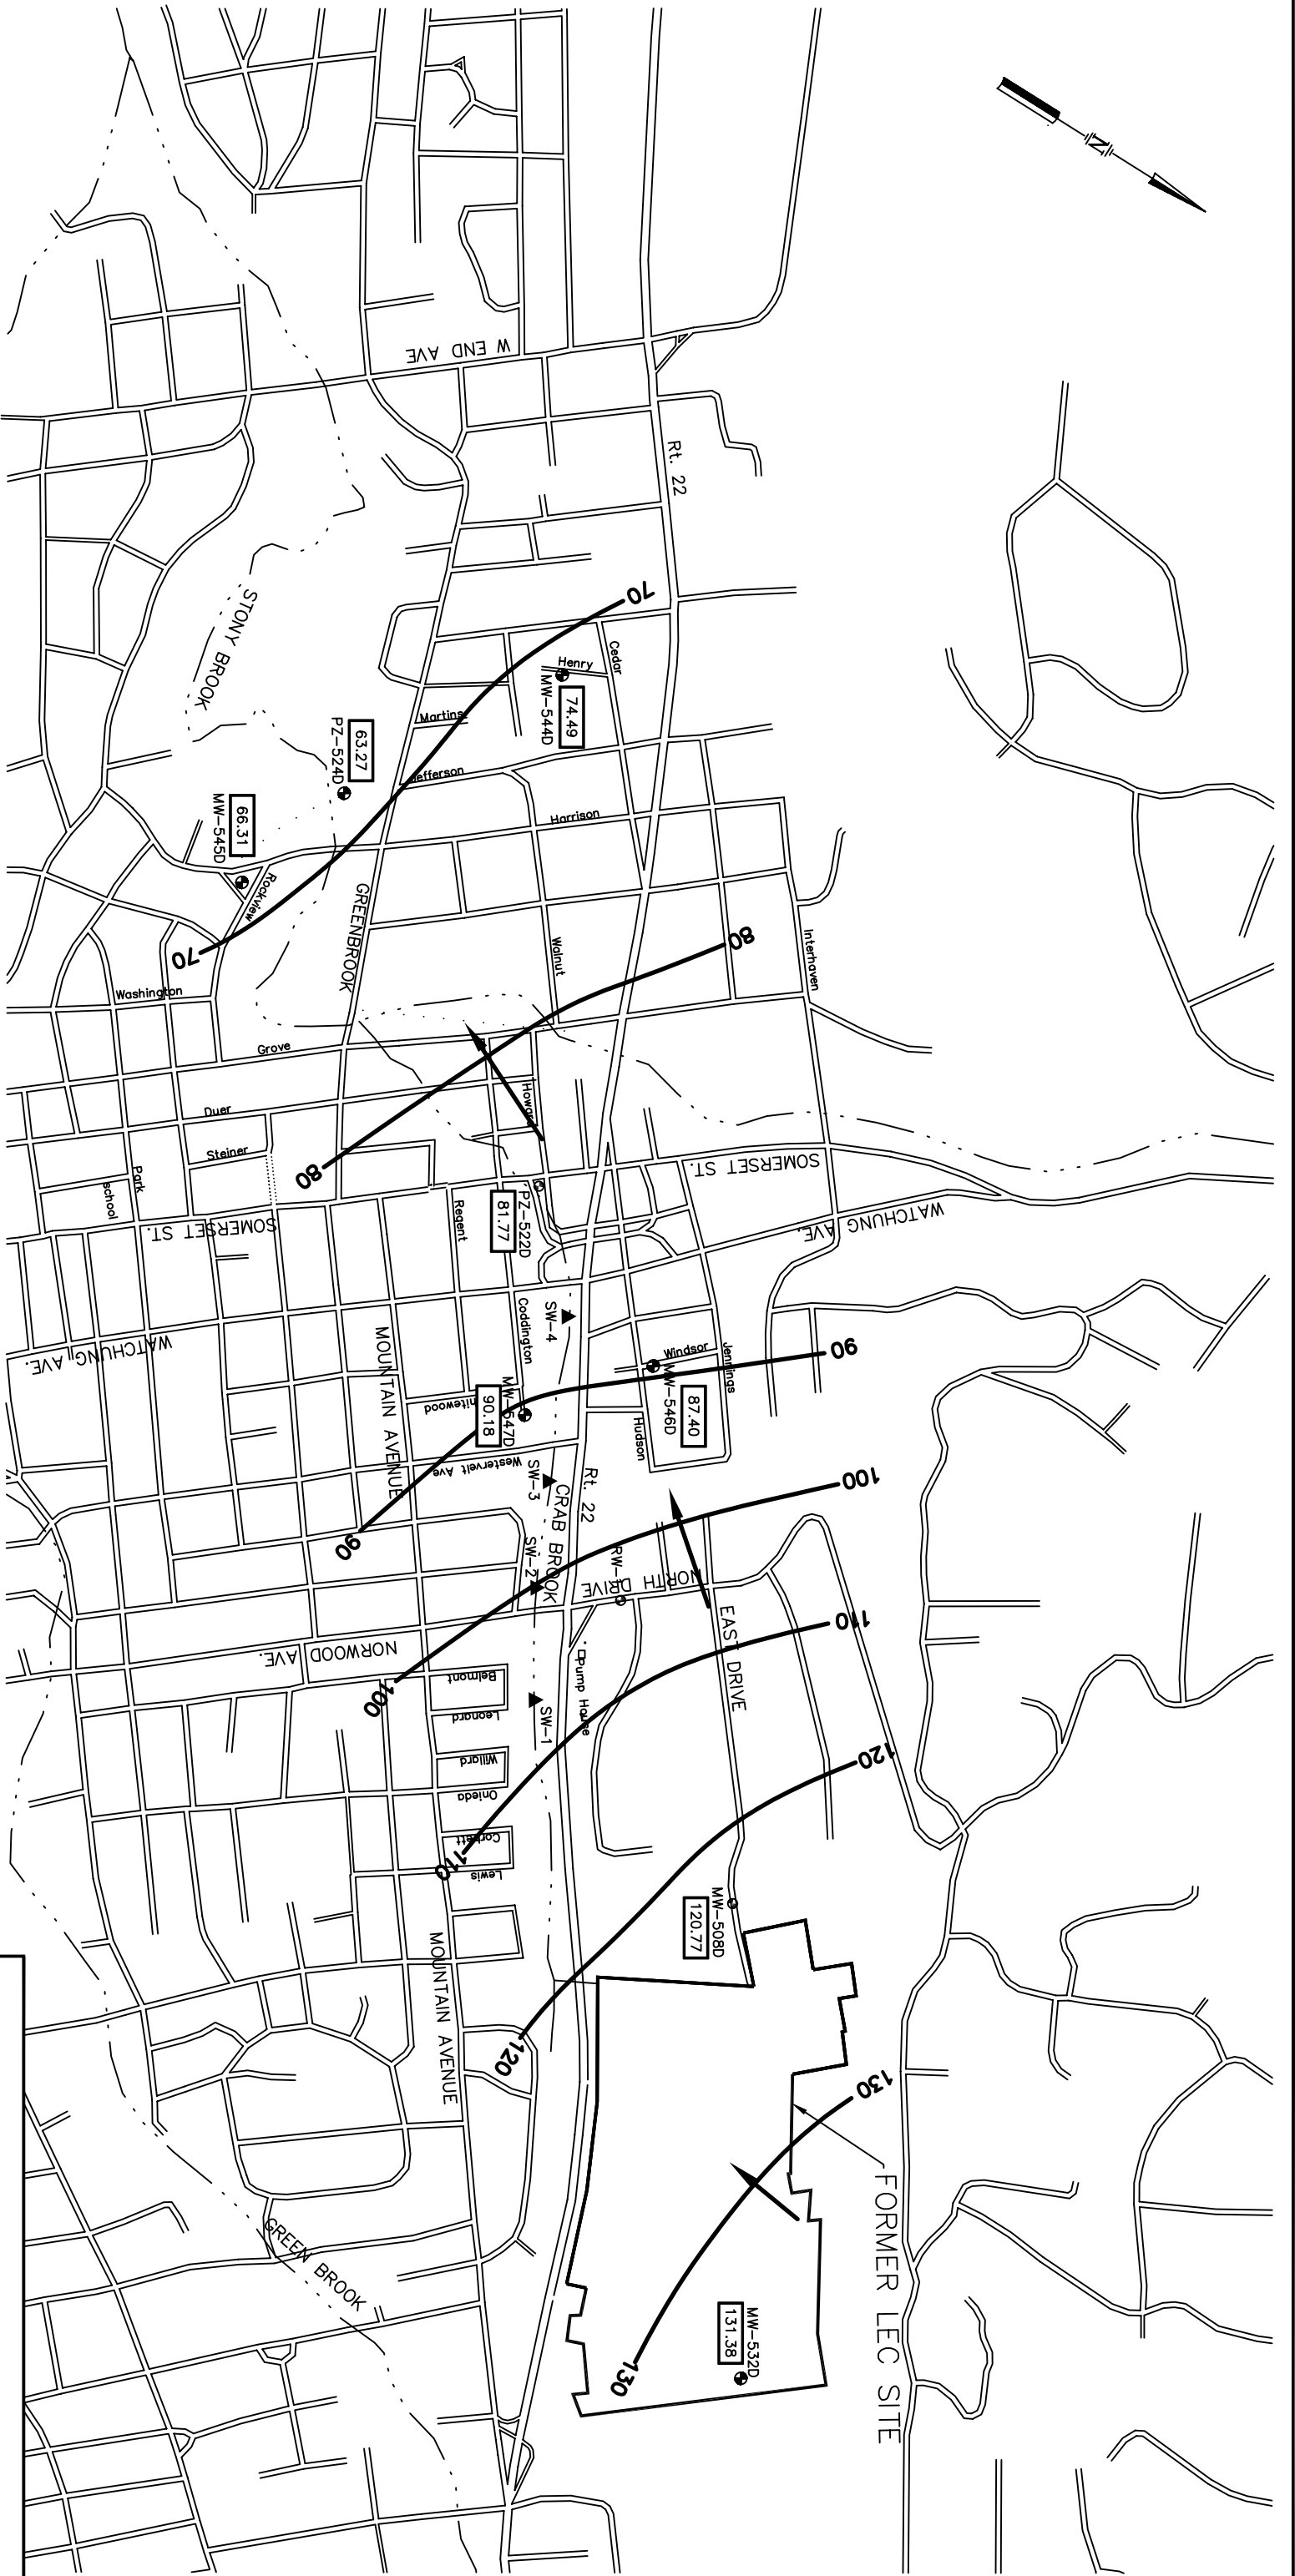 N
W END AVE
Rt. 22
STONY BROOK
70
Cedar
Henry
MW-544D
74.49
Martins
63.27
PZ-524D
Jefferson
66.31
MW-545D
Harrison
Rockview
GREENBROOK
70
80
Walnut
Interhaven
Washington
Grove
Howard
Duer
Steiner
80
SOMERSET ST.
Park
school
SOMERSET ST.
Regent
PZ-522D
81.77
WATCHUNG AVE.
SW-4
Coddington
WATCHUNG AVE.
MOUNTAIN AVENUE
Windsor
Jennings
90
MW-546D
87.40
MW-547D
90.18
Hudson
Westervelt Ave
SW-3
Rt. 22
CRAB BROOK
100
90
SW-2
NORTH DRIVE
EAST DRIVE
110
NORWOOD AVE.
100
Belmont
Pump House
Leonard
SW-1
Willard
Onieda
120
Corbett
110
Lewis
MW-508D
120.77
MOUNTAIN AVENUE
120
130
FORMER LEC SITE
GREEN BROOK
MW-532D
131.38
130